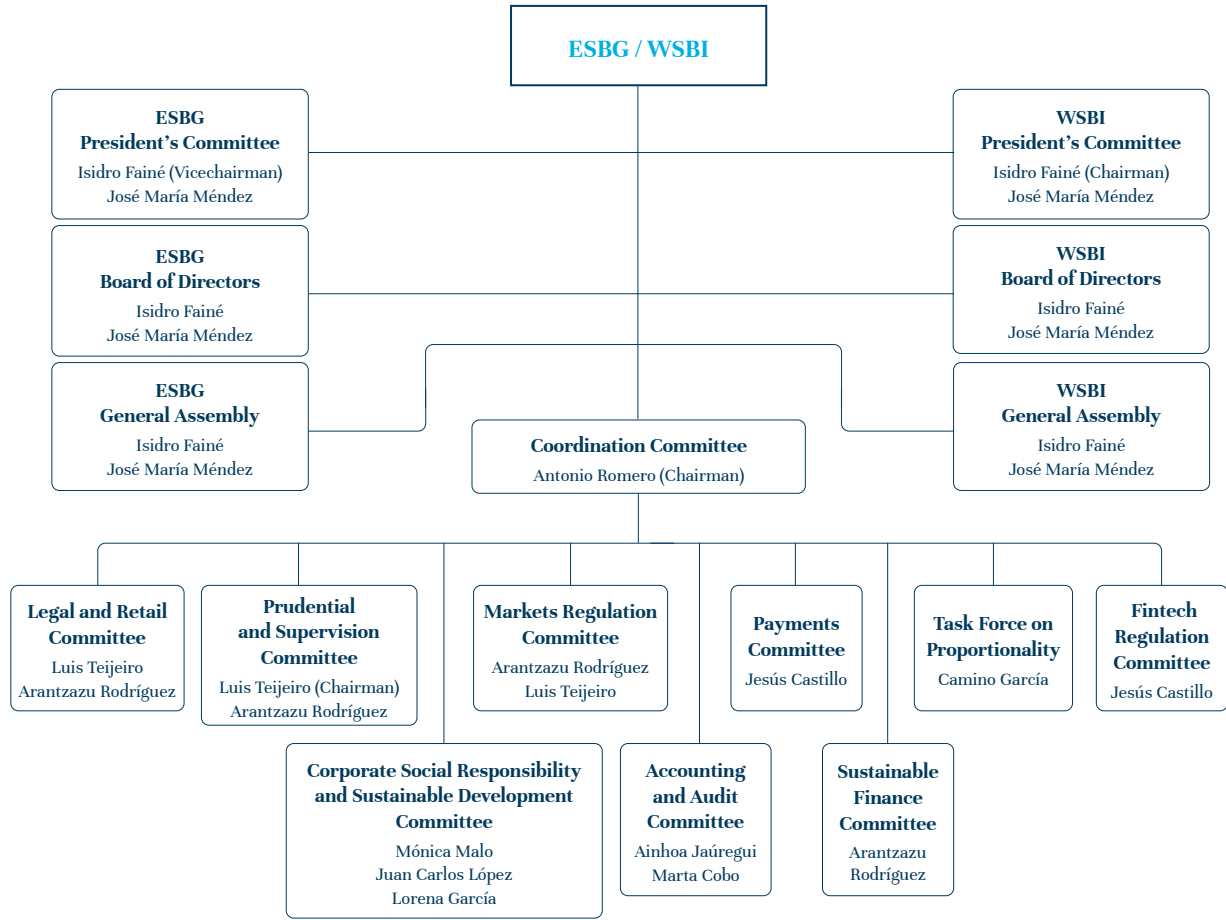 ESBG / WSBI
ESBG
President's Committee
Isidro Fainé (Vicechairman)
José María Méndez
WSBI
President's Committee
Isidro Fainé (Chairman)
José María Méndez
ESBG
Board of Directors
Isidro Fainé
José María Méndez
WSBI
Board of Directors
Isidro Fainé
José María Méndez
ESBG
General Assembly
Isidro Fainé
José María Méndez
WSBI
General Assembly
Isidro Fainé
José María Méndez
Coordination Committee
Antonio Romero (Chairman)
Legal and Retail
Committee
Luis Teijeiro
Arantzazu Rodríguez
Prudential
and Supervision
Committee
Luis Teijeiro (Chairman)
Arantzazu Rodríguez
Markets Regulation
Committee
Arantzazu Rodríguez
Luis Teijeiro
Payments
Committee
Jesús Castillo
Task Force on
Proportionality
Camino García
Fintech
Regulation
Committee
Jesús Castillo
Corporate Social Responsibility
and Sustainable Development
Committee
Mónica Malo
Juan Carlos López
Lorena García
Accounting
and Audit
Committee
Ainhoa Jaúregui
Marta Cobo
Sustainable
Finance
Committee
Arantzazu
Rodríguez